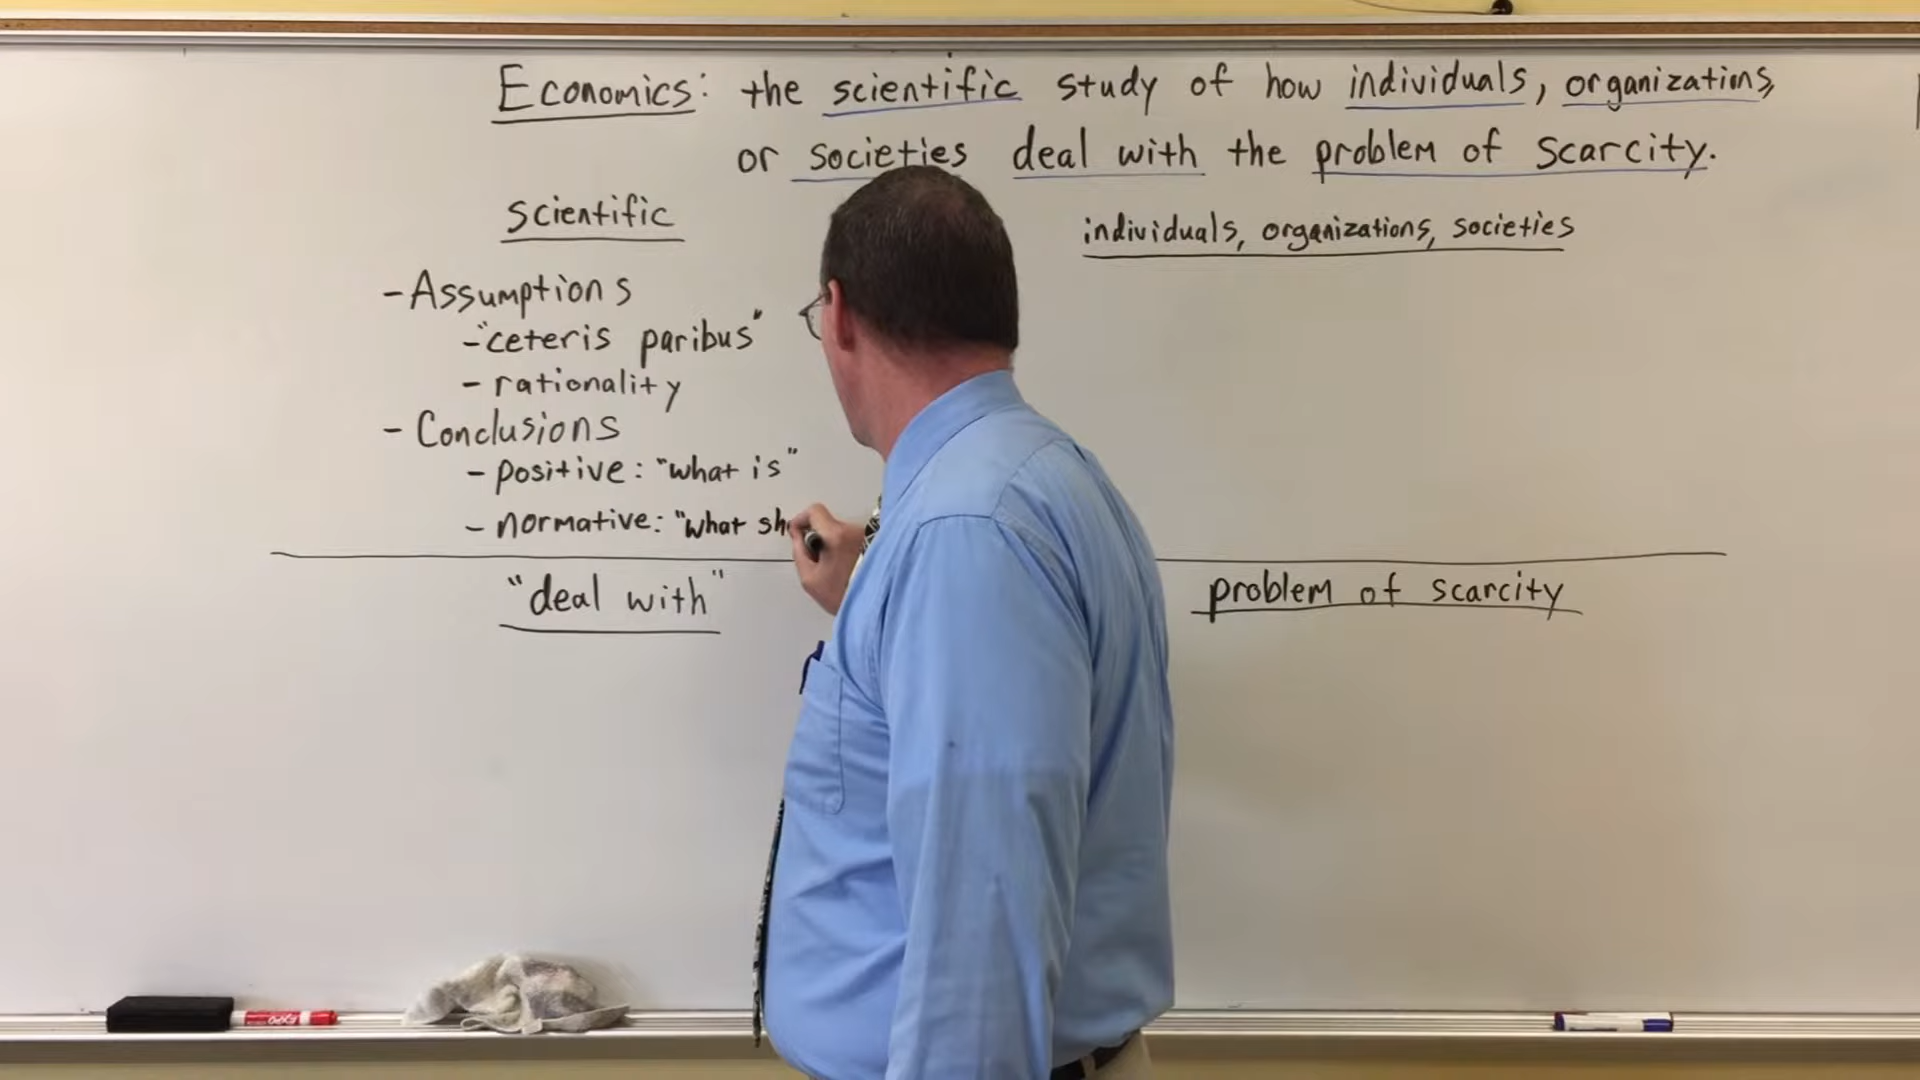 Economics: the scientific study of how individuals, organizations,
or societies deal with the problem of scarcity.
scientific
- Assumptions
- "ceteris paribus"
- rationality
- Conclusions
- positive: "what is"
- normative: "what sh
individuals, organizations, societies
"deal with"
problem of scarcity
EXPO